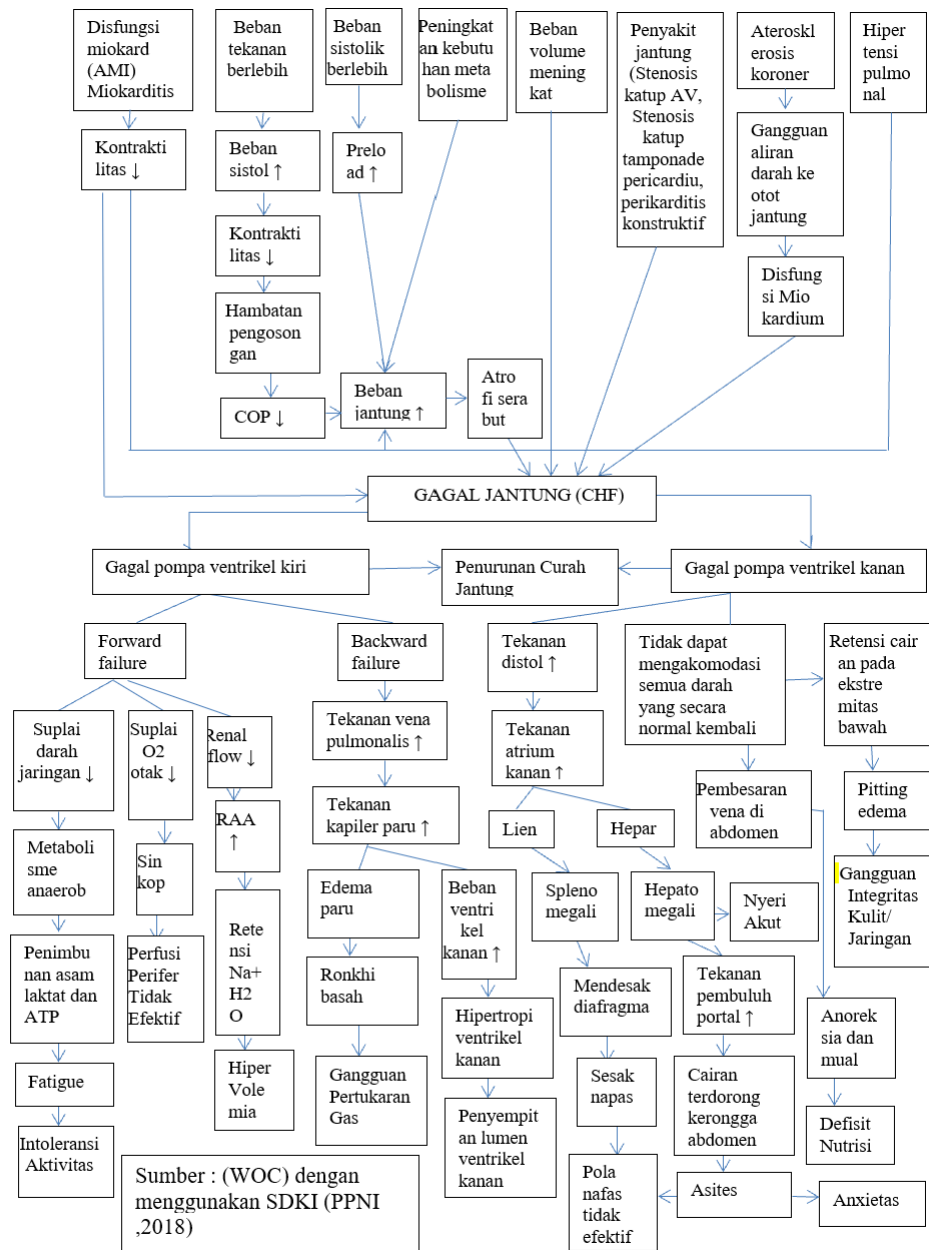 Disfungsi
miokard
(AMI)
Miokarditis
Beban
tekanan
berlebih
Beban
sistolik
berlebih
Peningkat
an kebutu
han meta
bolisme
Beban
volume
mening
kat
Penyakit
jantung
(Stenosis
katup AV,
Stenosis
katup
tamponade
pericardiu,
perikarditis
konstruktif
Ateroskl
erosis
koroner
Hiper
tensi
pulmo
nal
Kontrakti
litas ↓
Beban
sistol ↑
Prelo
ad ↑
Gangguan
aliran
darah ke
otot
jantung
Kontrakti
litas ↓
Disfung
si Mio
kardium
Hambatan
pengoson
gan
COP ↓
Beban
jantung ↑
Atro
fi sera
but
GAGAL JANTUNG (CHF)
Gagal pompa ventrikel kiri
Penurunan Curah
Jantung
Gagal pompa ventrikel kanan
Forward
failure
Backward
failure
Tekanan
distol ↑
Tidak dapat
mengakomodasi
semua darah
yang secara
normal kembali
Retensi cair
an pada
ekstre
mitas
bawah
Suplai
darah
jaringan ↓
Suplai
O2
otak ↓
Renal
flow ↓
Tekanan vena
pulmonalis ↑
Tekanan
atrium
kanan ↑
Pembesaran
vena di
abdomen
Pitting
edema
Metaboli
sme
anaerob
Sin
kop
RAA
↑
Tekanan
kapiler paru ↑
Lien
Hepar
Gangguan
Integritas
Kulit/
Jaringan
Edema
paru
Beban
ventri
kel
kanan ↑
Spleno
megali
Hepato
megali
Nyeri
Akut
Penimbu
nan asam
laktat dan
ATP
Perfusi
Perifer
Tidak
Efektif
Rete
nsi
Na+
H2
O
Ronkhi
basah
Mendesak
diafragma
Tekanan
pembuluh
portal ↑
Anorek
sia dan
mual
Fatigue
Hiper
Vole
mia
Gangguan
Pertukaran
Gas
Hipertropi
ventrikel
kanan
Sesak
napas
Cairan
terdorong
kerongga
abdomen
Defisit
Nutrisi
Intoleransi
Aktivitas
Penyempit
an lumen
ventrikel
kanan
Pola
nafas
tidak
efektif
Asites
Anxietas
Sumber : (WOC) dengan
menggunakan SDKI (PPNI
,2018)